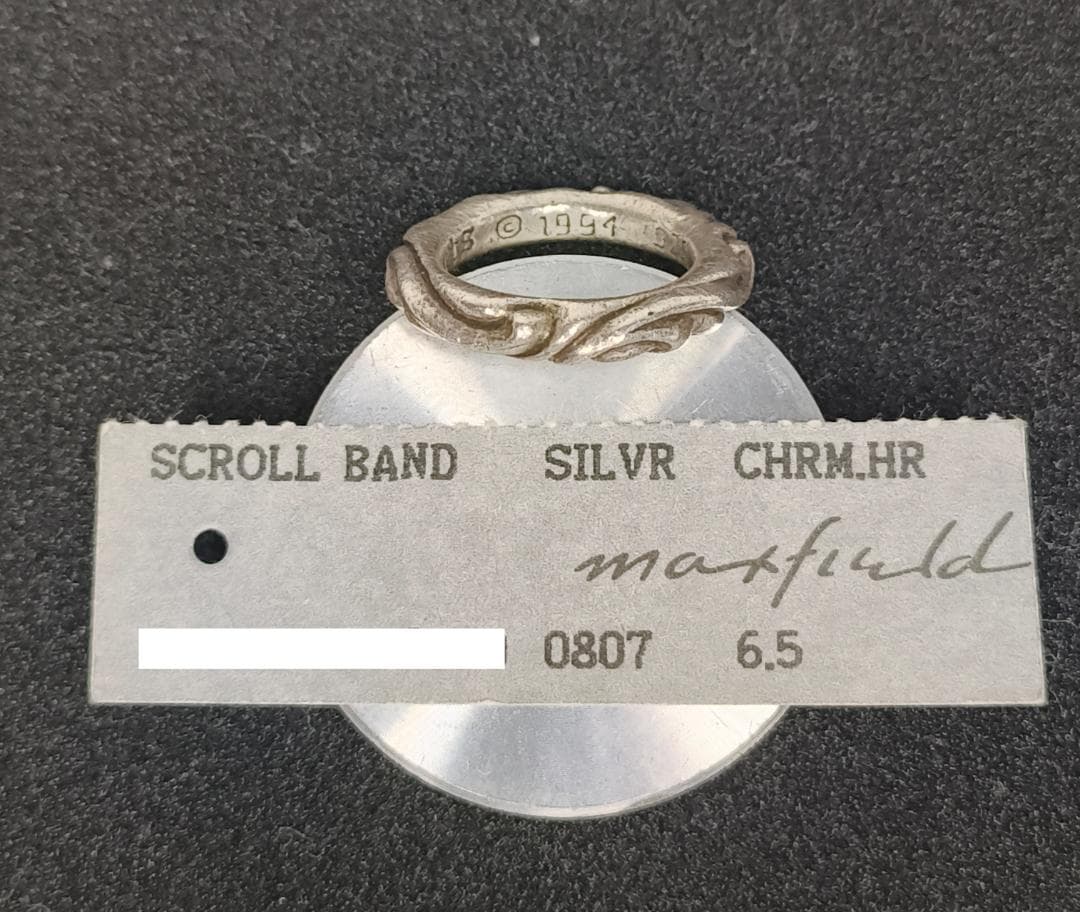 © 1994
SCROLL BAND SILVR CHRM.HR
maxfield
0807 6.5